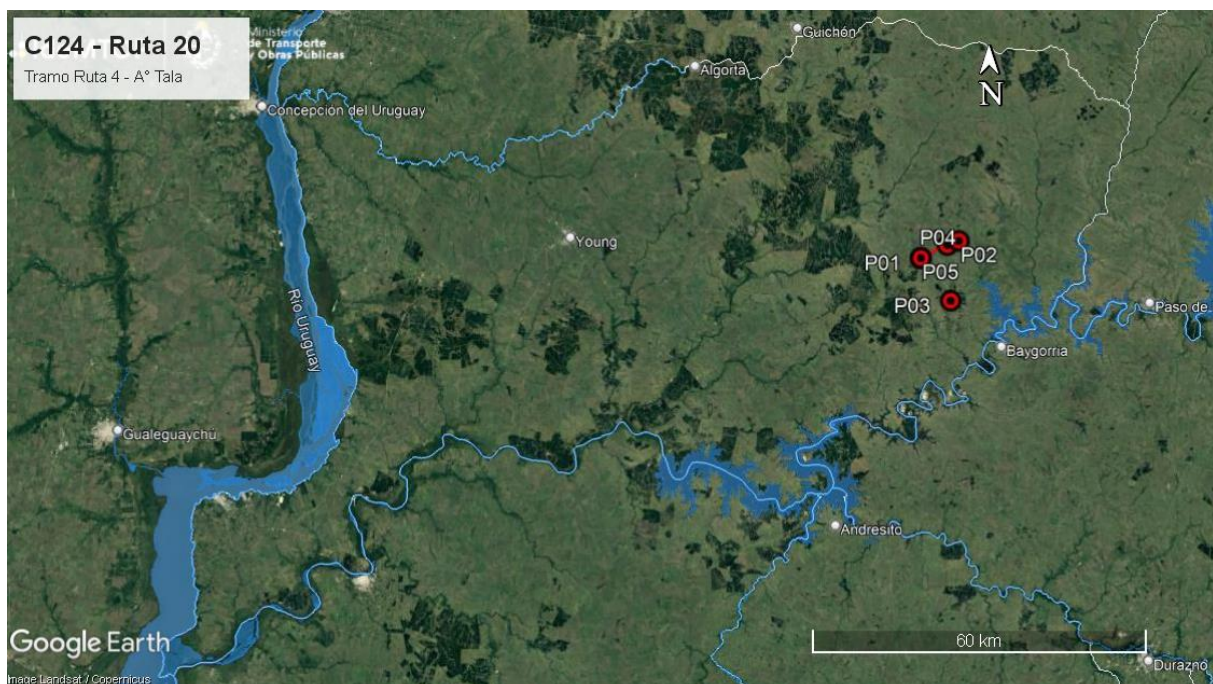 C124 - Ruta 20
Tramo Ruta 4 - A° Tala
Ministerio
de Transporte
y Obras Públicas
Guichón
Algorta
N
Concepción del Uruguay
Young
Río Uruguay
P04
P01
P02
P05
P03
Paso de
Baygorria
Gualeguaychú
Andresito
Google Earth
60 km
Durazno
Image Landsat / Copernicus